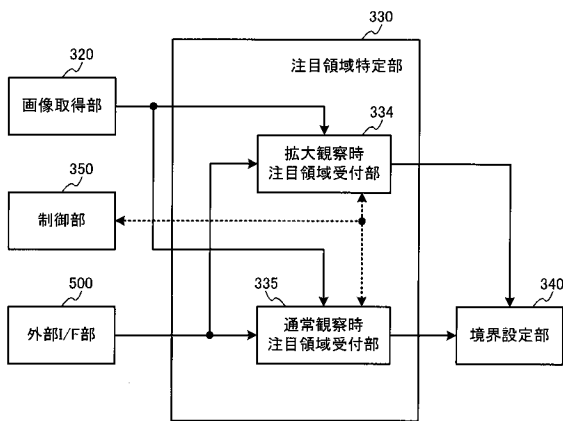 330
320
注目領域特定部
画像取得部
334
拡大観察時
注目領域受付部
350
制御部
500
335
340
外部I/F部
通常観察時
注目領域受付部
境界設定部